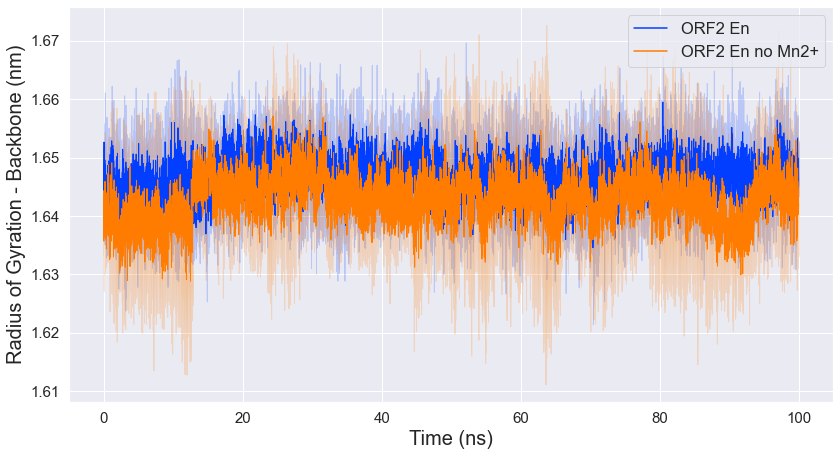 Radius of Gyration - Backbone (nm)
1.67
1.66
1.65
1.64
1.63
1.62
1.61
ORF2 En
ORF2 En no Mn2+
0 20 40 60 80 100
Time (ns)